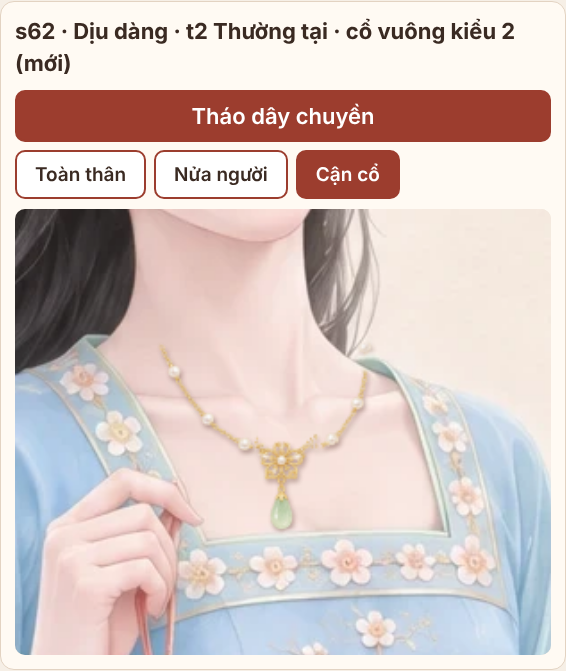 s62 · Dịu dàng · t2 Thường tại · cổ vuông kiểu 2
(mới)
Tháo dây chuyền
Toàn thân
Nửa người
Cận cổ